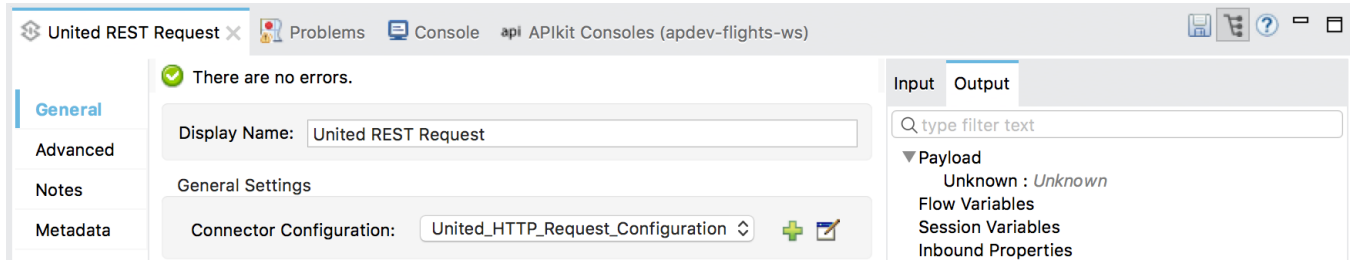 United REST Request Problems Console api APIkit Consoles (apdev-flights-ws)
There are no errors.
General
Advanced
Notes
Metadata
Display Name: United REST Request
General Settings
Connector Configuration: United_HTTP_Request_Configuration
Input Output
type filter text
Payload
Unknown : Unknown
Flow Variables
Session Variables
Inbound Properties